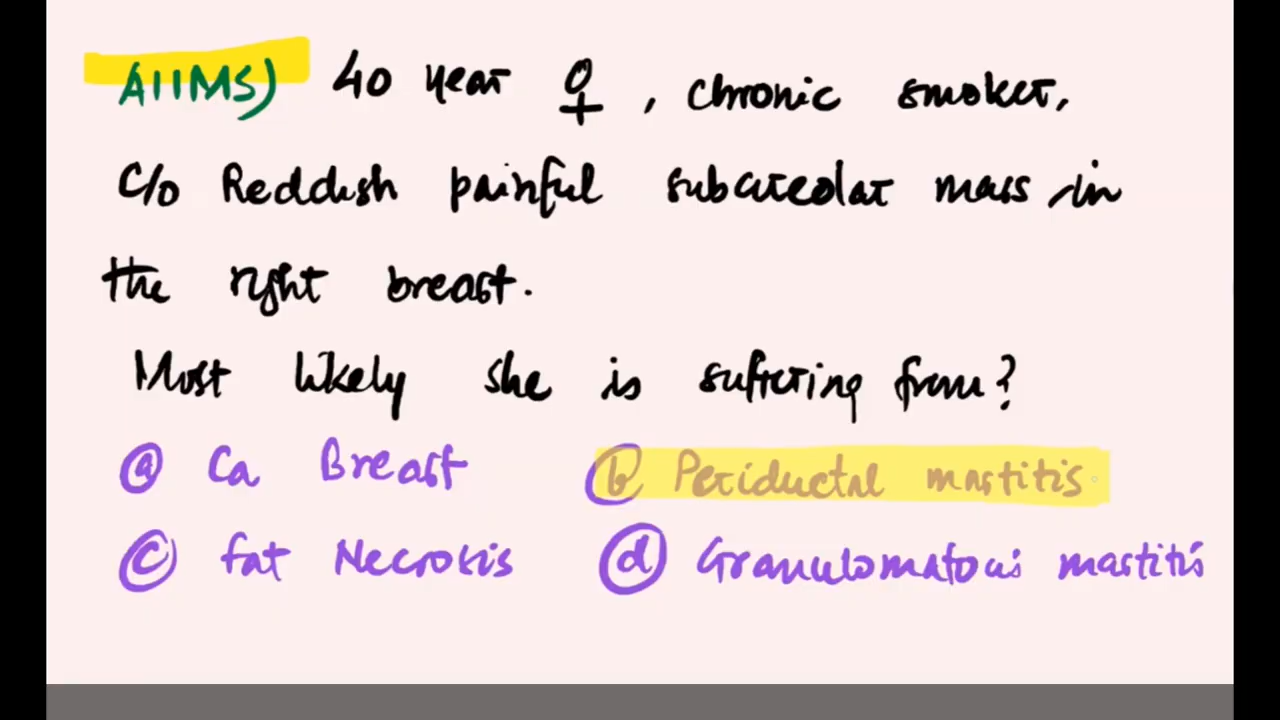 AIIMS) 40 year ♀, chronic smoker,
C/o Reddish painful subareolar mass in
the right breast.
Most likely she is suffering from?
ⓐ Ca Breast ⓑ Periductal mastitis
ⓒ Fat Necrosis ⓓ Granulomatous mastitis